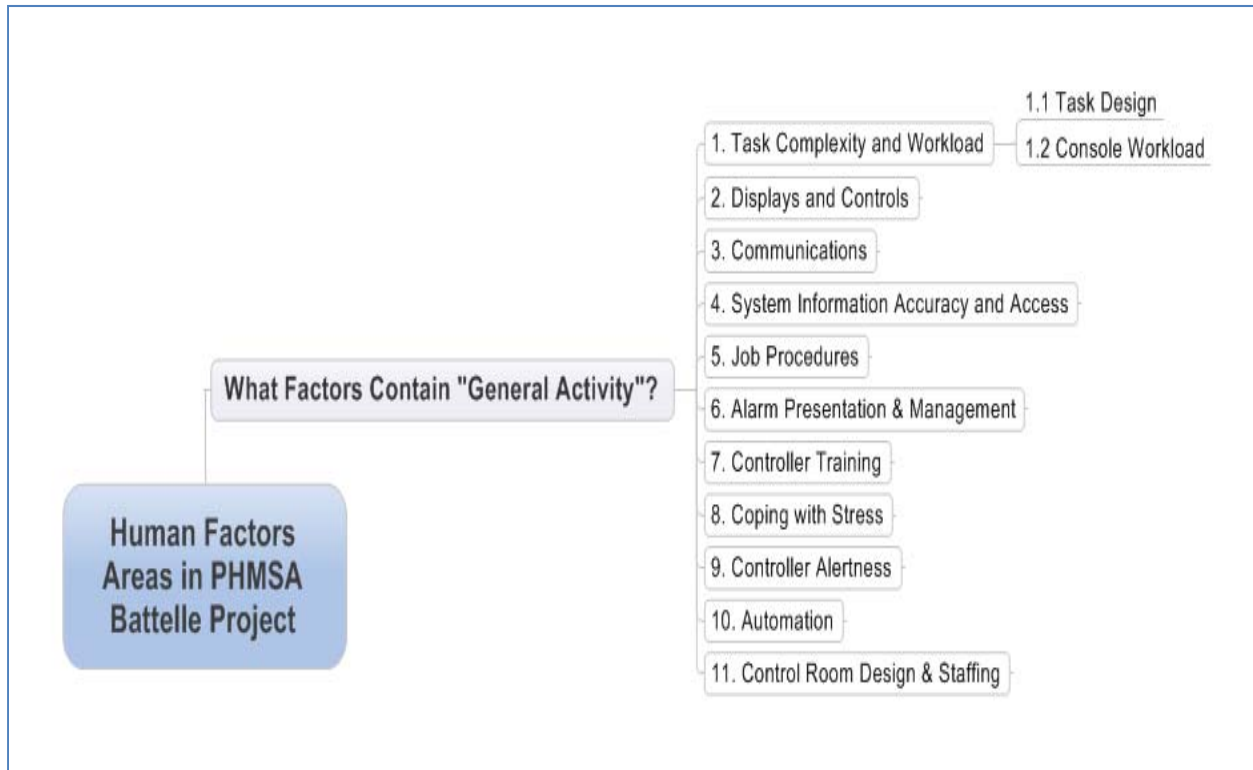 1.1 Task Design
1. Task Complexity and Workload
1.2 Console Workload
2. Displays and Controls
3. Communications
4. System Information Accuracy and Access
5. Job Procedures
What Factors Contain "General Activity"?
6. Alarm Presentation & Management
7. Controller Training
8. Coping with Stress
Human Factors
Areas in PHMSA
Battelle Project
9. Controller Alertness
10. Automation
11. Control Room Design & Staffing